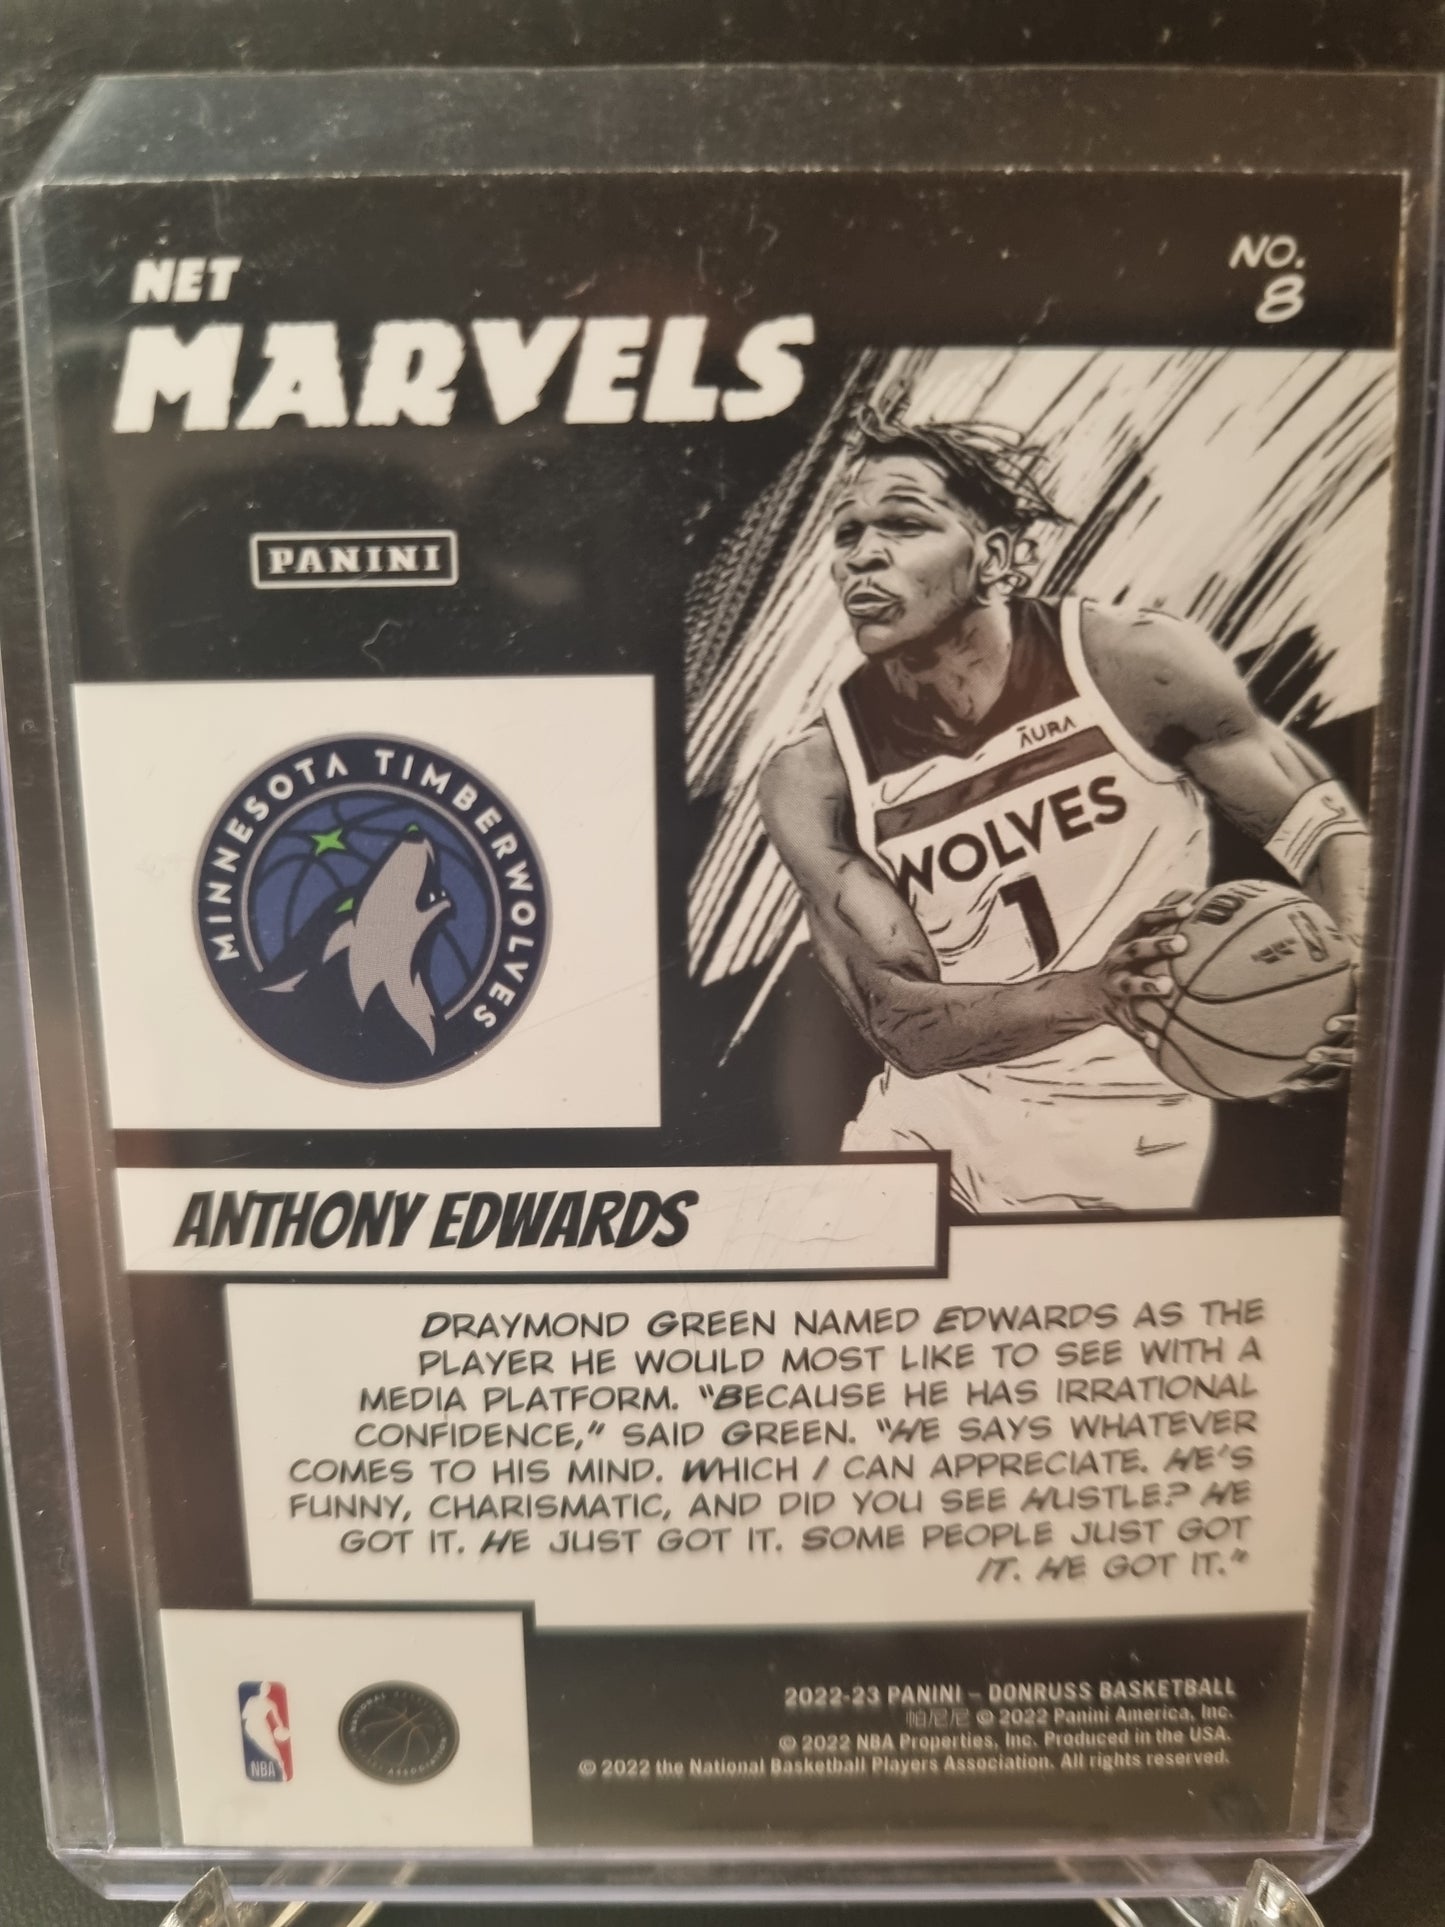 NET
MARVELS
NO.
8
PANINI
MINNESOTA TIMBERWOLVES
AURA
WOLVES
1
ANTHONY EDWARDS
DRAYMOND GREEN NAMED EDWARDS AS THE
PLAYER HE WOULD MOST LIKE TO SEE WITH A
MEDIA PLATFORM. "BECAUSE HE HAS IRRATIONAL
CONFIDENCE," SAID GREEN. "HE SAYS WHATEVER
COMES TO HIS MIND. WHICH I CAN APPRECIATE. HE'S
FUNNY, CHARISMATIC, AND DID YOU SEE HUSTLE? HE
GOT IT. HE JUST GOT IT. SOME PEOPLE JUST GOT
IT. HE GOT IT."
NBA
2022-23 PANINI – DONRUSS BASKETBALL
帕尼尼 © 2022 Panini America, Inc.
© 2022 NBA Properties, Inc. Produced in the USA.
© 2022 the National Basketball Players Association. All rights reserved.